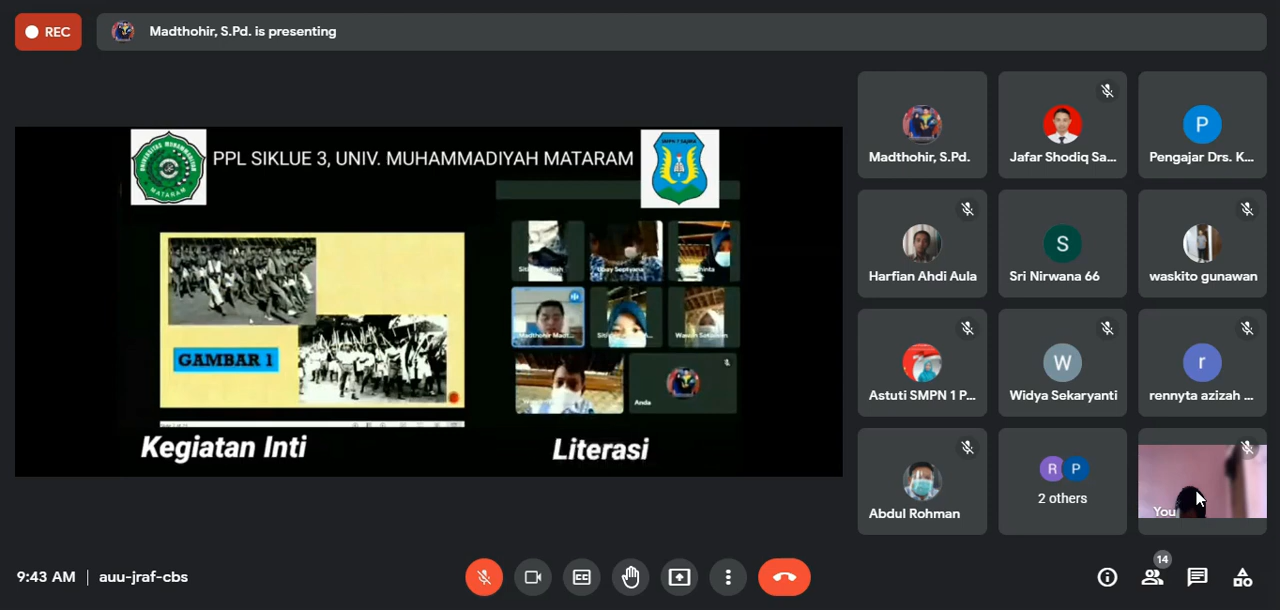 REC
Madthohir, S.Pd. is presenting
PPL SIKLUE 3, UNIV. MUHAMMADIYAH MATARAM
GAMBAR 1
Anda
Kegiatan Inti
Literasi
Madthohir, S.Pd.
Jafar Shodiq Sa...
Pengajar Drs. K...
Harfian Ahdi Aula
Sri Nirwana 66
waskito gunawan
Astuti SMPN 1 P...
Widya Sekaryanti
rennyta azizah ...
Abdul Rohman
2 others
You
P
S
W
r
R
P
9:43 AM
auu-jraf-cbs
CC
14